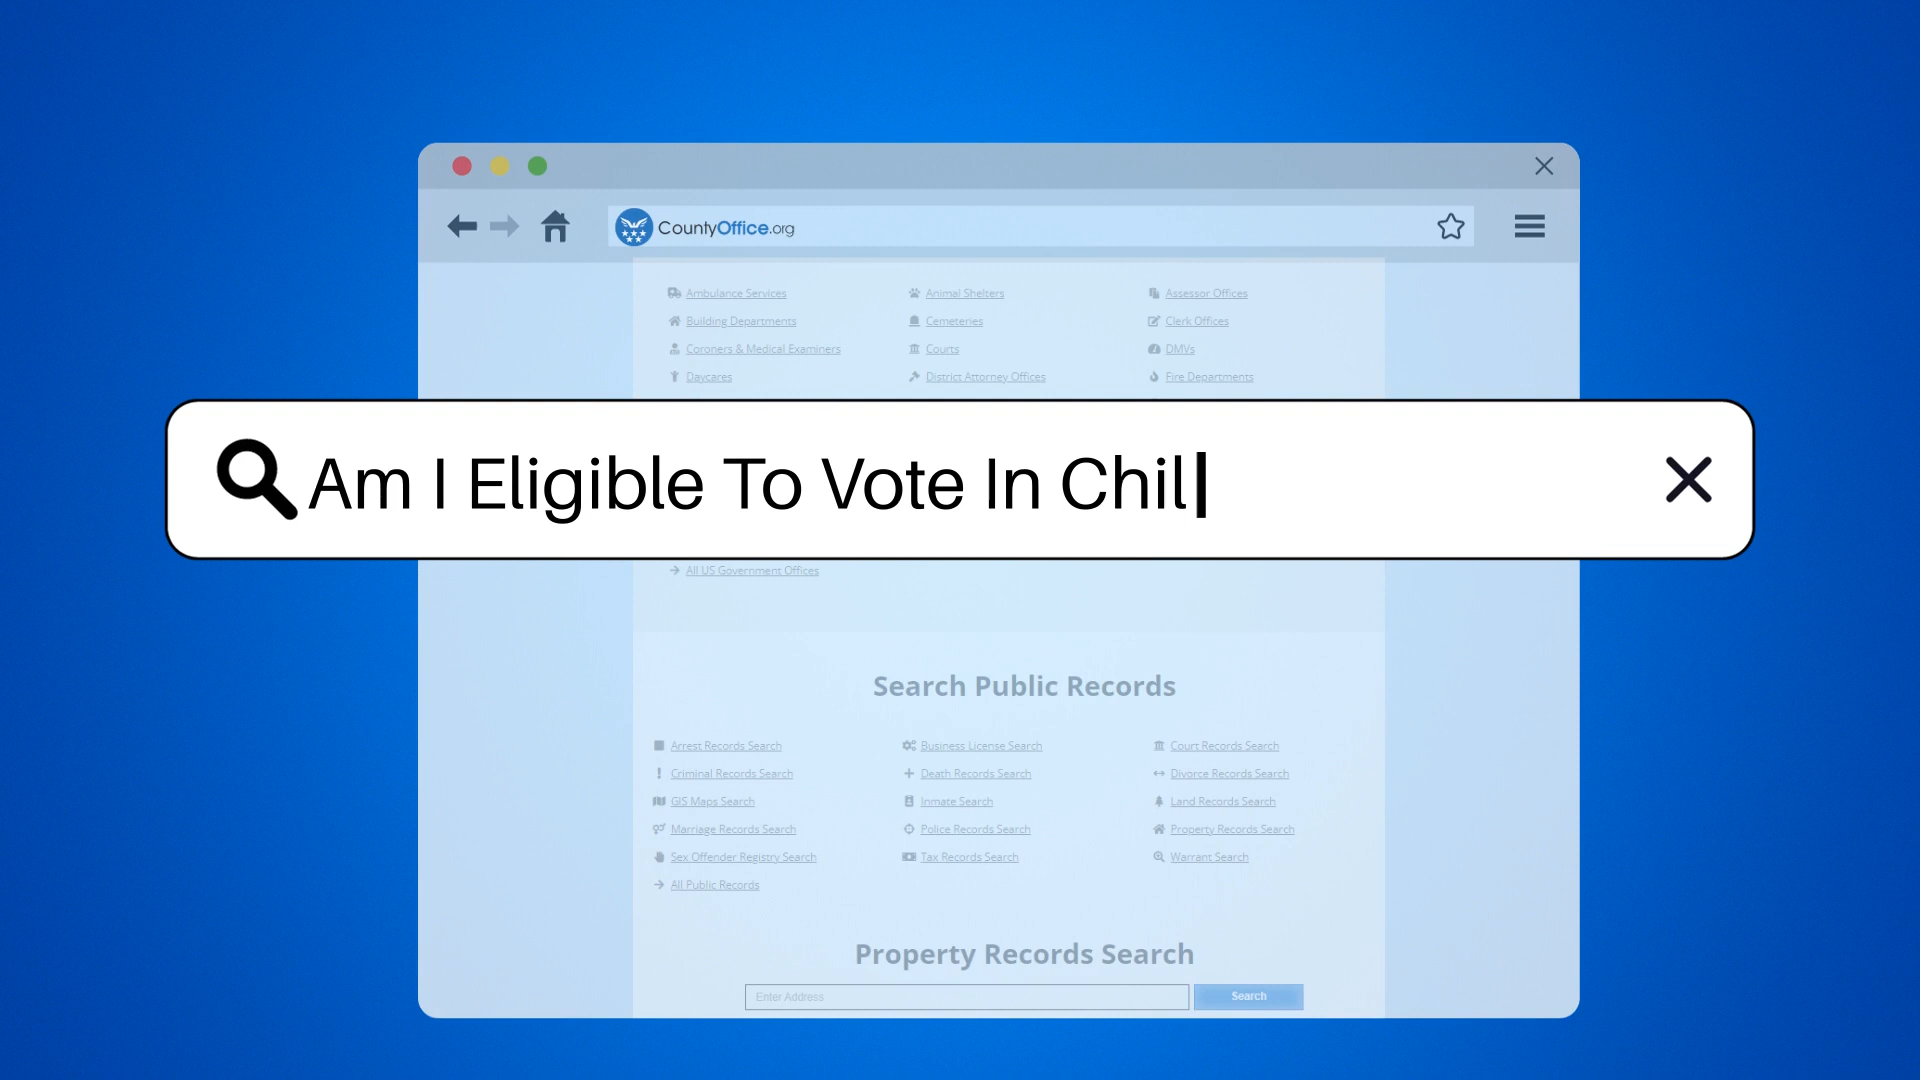 CountyOffice.org
Ambulance Services Animal Shelters Assessor Offices
Building Departments Cemeteries Clerk Offices
Coroners & Medical Examiners Courts DMVs
Daycares District Attorney Offices Fire Departments
Am I Eligible To Vote In Chil
All US Government Offices
Search Public Records
Arrest Records Search Business License Search Court Records Search
Criminal Records Search Death Records Search Divorce Records Search
GIS Maps Search Inmate Search Land Records Search
Marriage Records Search Police Records Search Property Records Search
Sex Offender Registry Search Tax Records Search Warrant Search
All Public Records
Property Records Search
Enter Address Search